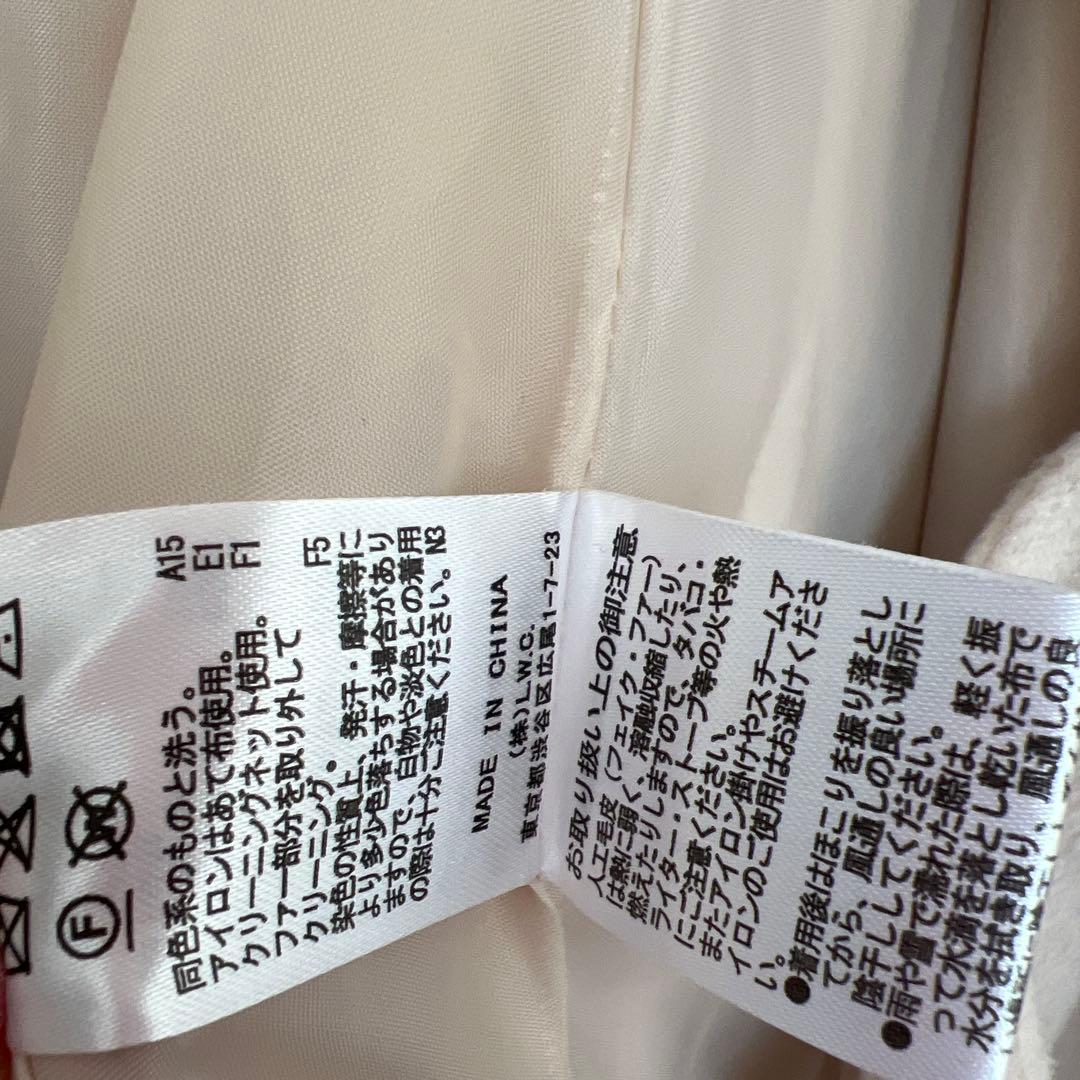 F
W
同色系のものと洗う。 A15
アイロンはあて布使用。 E1
クリーニングネット使用。 F1
ファー部分を取り外して
クリーニング。 F5
染色の性質上、発汗・摩擦等に
より多少色落ちする場合があり
ますので、白物や淡色との着用
の際は十分ご注意ください。 N3
MADE IN CHINA
(株)J.W.C.
東京都渋谷区広尾1-7-23
お取り扱い上の御注意
人工毛皮(フェイク・ファー)
は熱に弱く、溶融収縮したり、
燃えたりしますので、タバコ・
ライター・ストーブ等の火や熱
にご注意ください。
またアイロン掛けやスチームア
イロンのご使用はお避けくださ
い。
●着用後はほこりを振り落とし
てから、風通しの良い場所に
陰干ししてください。
●雨や雪で濡れた際は、軽く振
って水滴を落とし乾いた布で
水分を拭き取り、風通しの良